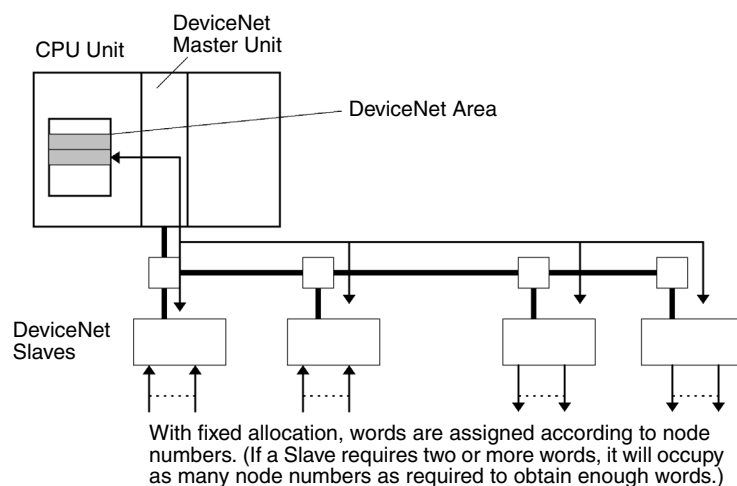 DeviceNet
Master Unit
CPU Unit
DeviceNet Area
DeviceNet
Slaves
With fixed allocation, words are assigned according to node
numbers. (If a Slave requires two or more words, it will occupy
as many node numbers as required to obtain enough words.)